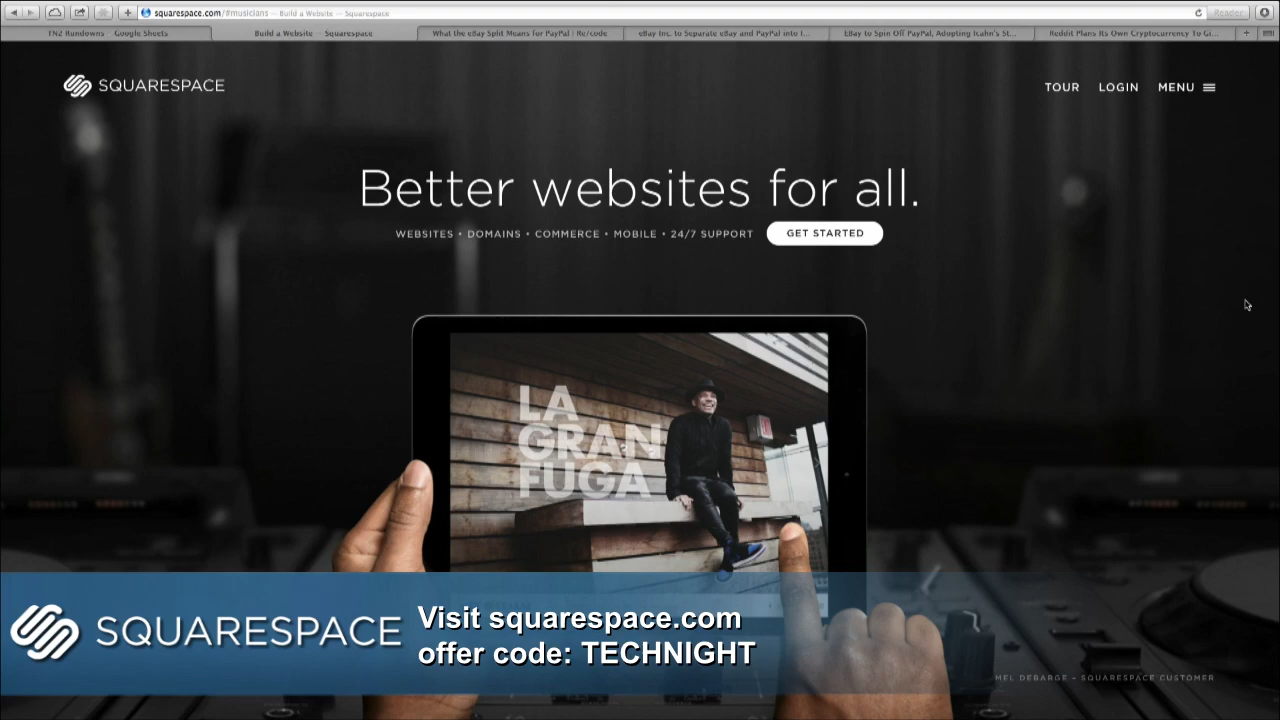 squarespace.com/#musicians — Build a Website — Squarespace
Reader
TN2 Rundowns - Google Sheets
Build a Website — Squarespace
What the eBay Split Means for PayPal | Re/code
eBay Inc. to Separate eBay and PayPal into I...
EBay to Spin Off PayPal, Adopting Icahn's St...
Reddit Plans Its Own Cryptocurrency To Gi...
SQUARESPACE
TOUR
LOGIN
MENU
Better websites for all.
WEBSITES • DOMAINS • COMMERCE • MOBILE • 24/7 SUPPORT
GET STARTED
LA
GRAN
FUGA
SQUARESPACE
Visit squarespace.com
offer code: TECHNIGHT
MEL DEBARGE – SQUARESPACE CUSTOMER